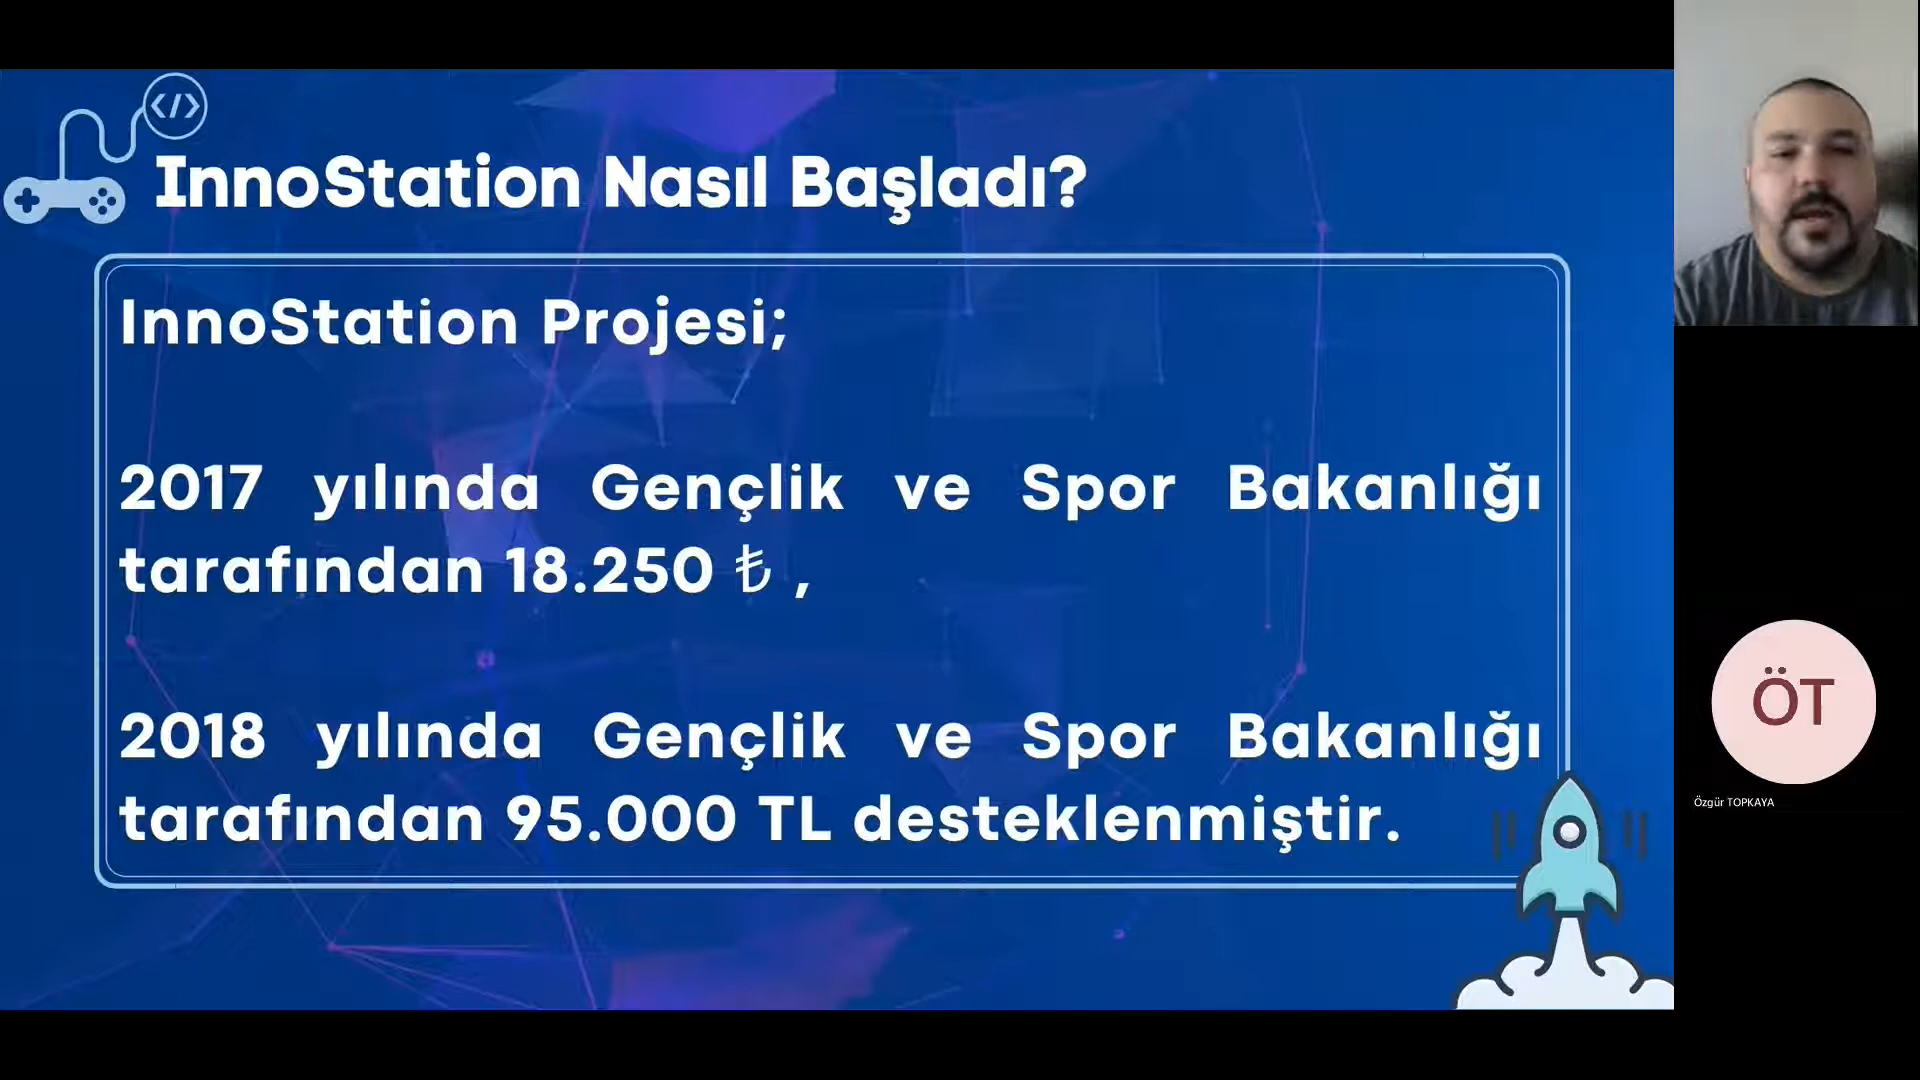 </>
InnoStation Nasıl Başladı?
InnoStation Projesi;
2017 yılında Gençlik ve Spor Bakanlığı
tarafından 18.250 ₺ ,
2018 yılında Gençlik ve Spor Bakanlığı
tarafından 95.000 TL desteklenmiştir.
ÖT
Özgür TOPKAYA